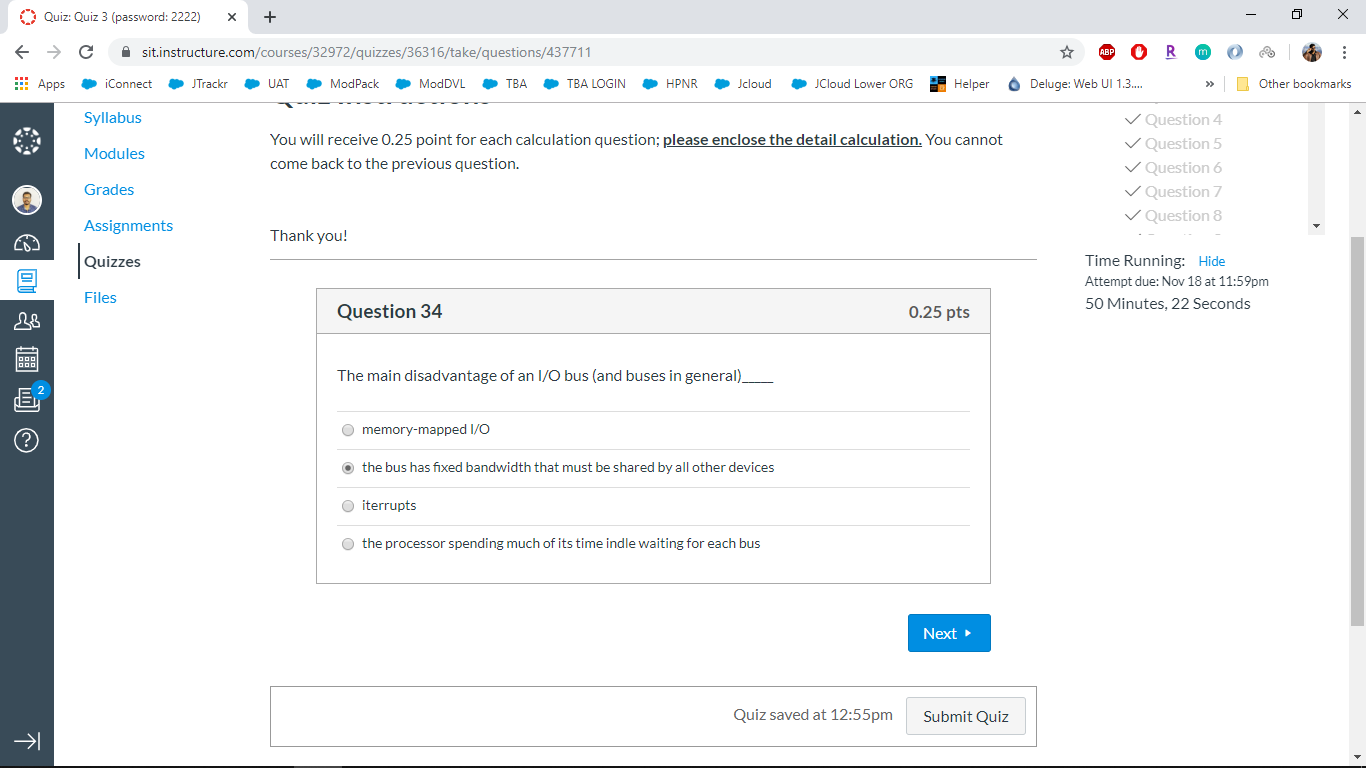 Quiz: Quiz 3 (password: 2222)
sit.instructure.com/courses/32972/quizzes/36316/take/questions/437711
ABP
R
m
Apps
iConnect
JTrackr
UAT
ModPack
ModDVL
TBA
TBA LOGIN
HPNR
Jcloud
JCloud Lower ORG
Helper
Deluge: Web UI 1.3....
»
Other bookmarks
Syllabus
Modules
Grades
Assignments
Quizzes
Files
2
Quiz Instructions
You will receive 0.25 point for each calculation question; please enclose the detail calculation. You cannot
come back to the previous question.
Thank you!
Question 34
0.25 pts
The main disadvantage of an I/O bus (and buses in general)_____
memory-mapped I/O
the bus has fixed bandwidth that must be shared by all other devices
iterrupts
the processor spending much of its time indle waiting for each bus
Next
Quiz saved at 12:55pm
Submit Quiz
Question 4
Question 5
Question 6
Question 7
Question 8
Time Running: Hide
Attempt due: Nov 18 at 11:59pm
50 Minutes, 22 Seconds